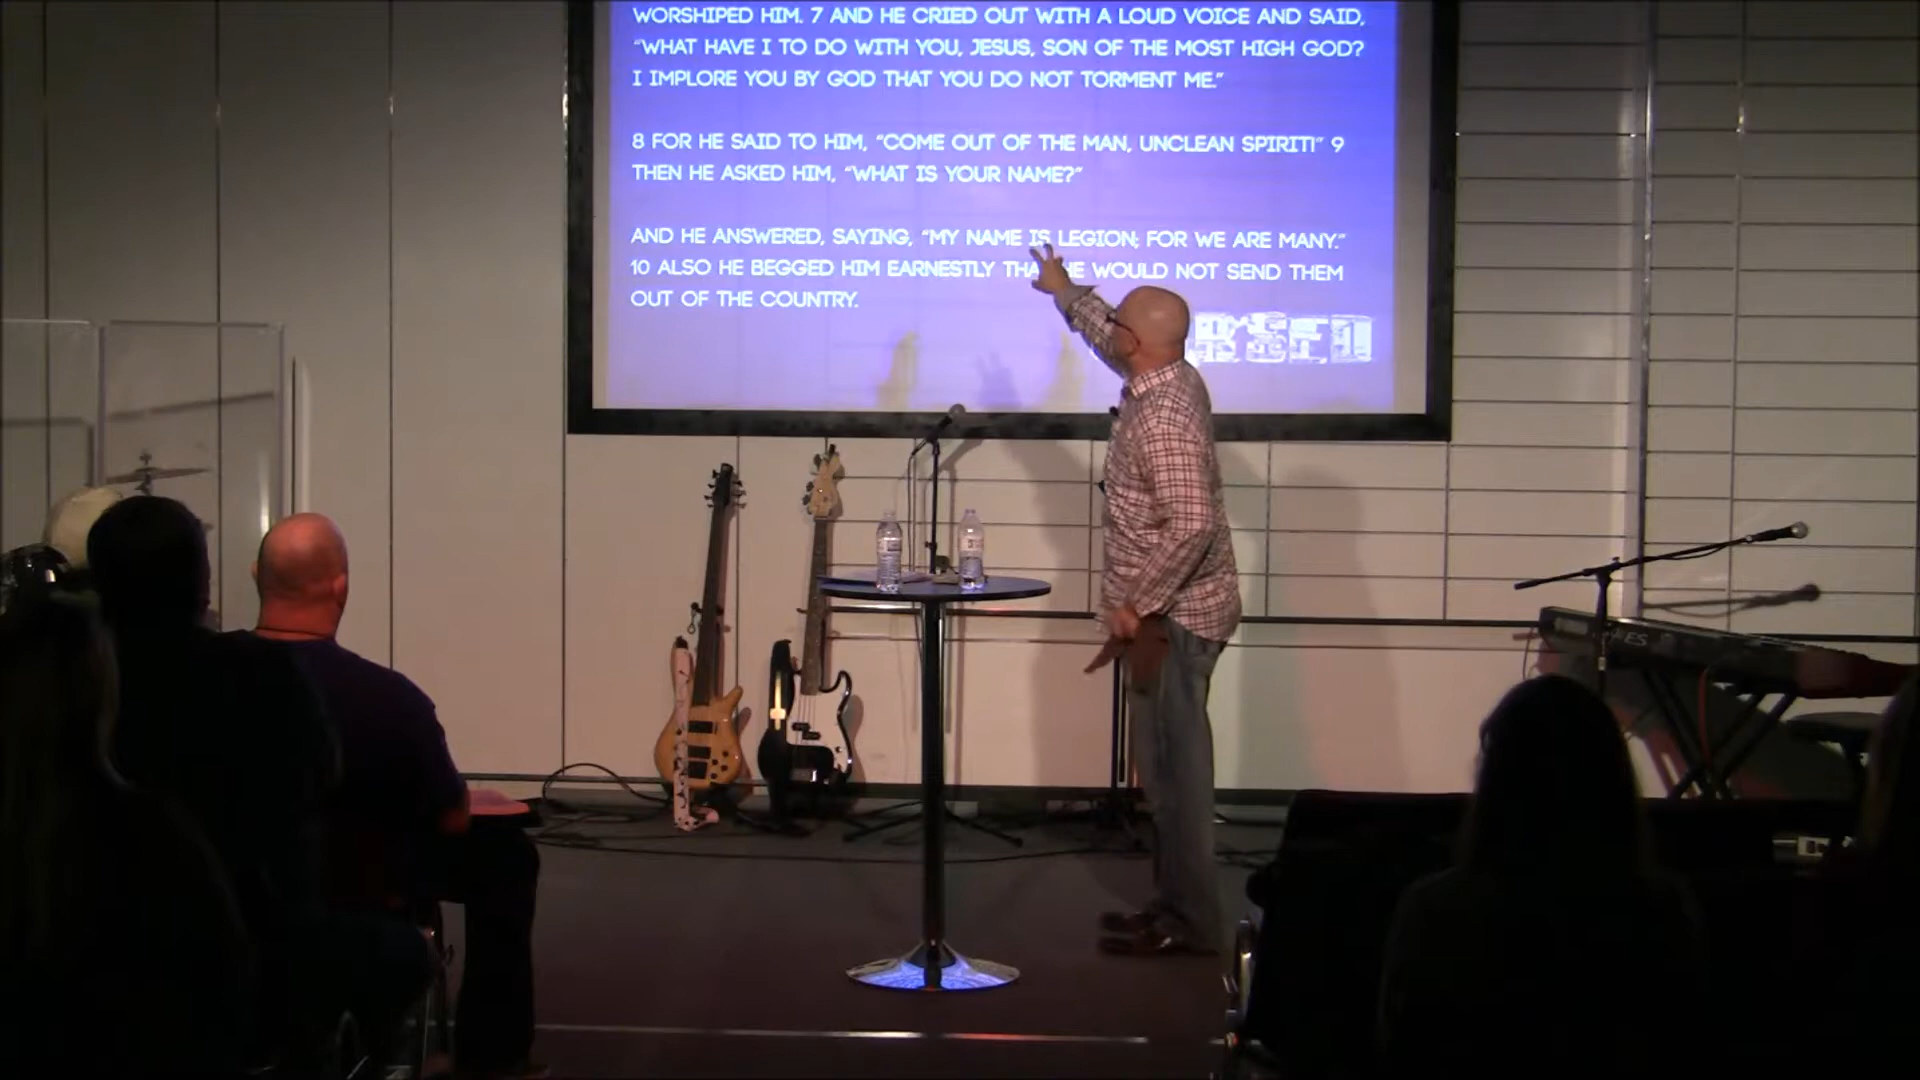 WORSHIPED HIM. 7 AND HE CRIED OUT WITH A LOUD VOICE AND SAID,
“WHAT HAVE I TO DO WITH YOU, JESUS, SON OF THE MOST HIGH GOD?
I IMPLORE YOU BY GOD THAT YOU DO NOT TORMENT ME.”
8 FOR HE SAID TO HIM, “COME OUT OF THE MAN, UNCLEAN SPIRIT!” 9
THEN HE ASKED HIM, “WHAT IS YOUR NAME?”
AND HE ANSWERED, SAYING, “MY NAME IS LEGION; FOR WE ARE MANY.”
10 ALSO HE BEGGED HIM EARNESTLY THA HE WOULD NOT SEND THEM
OUT OF THE COUNTRY.